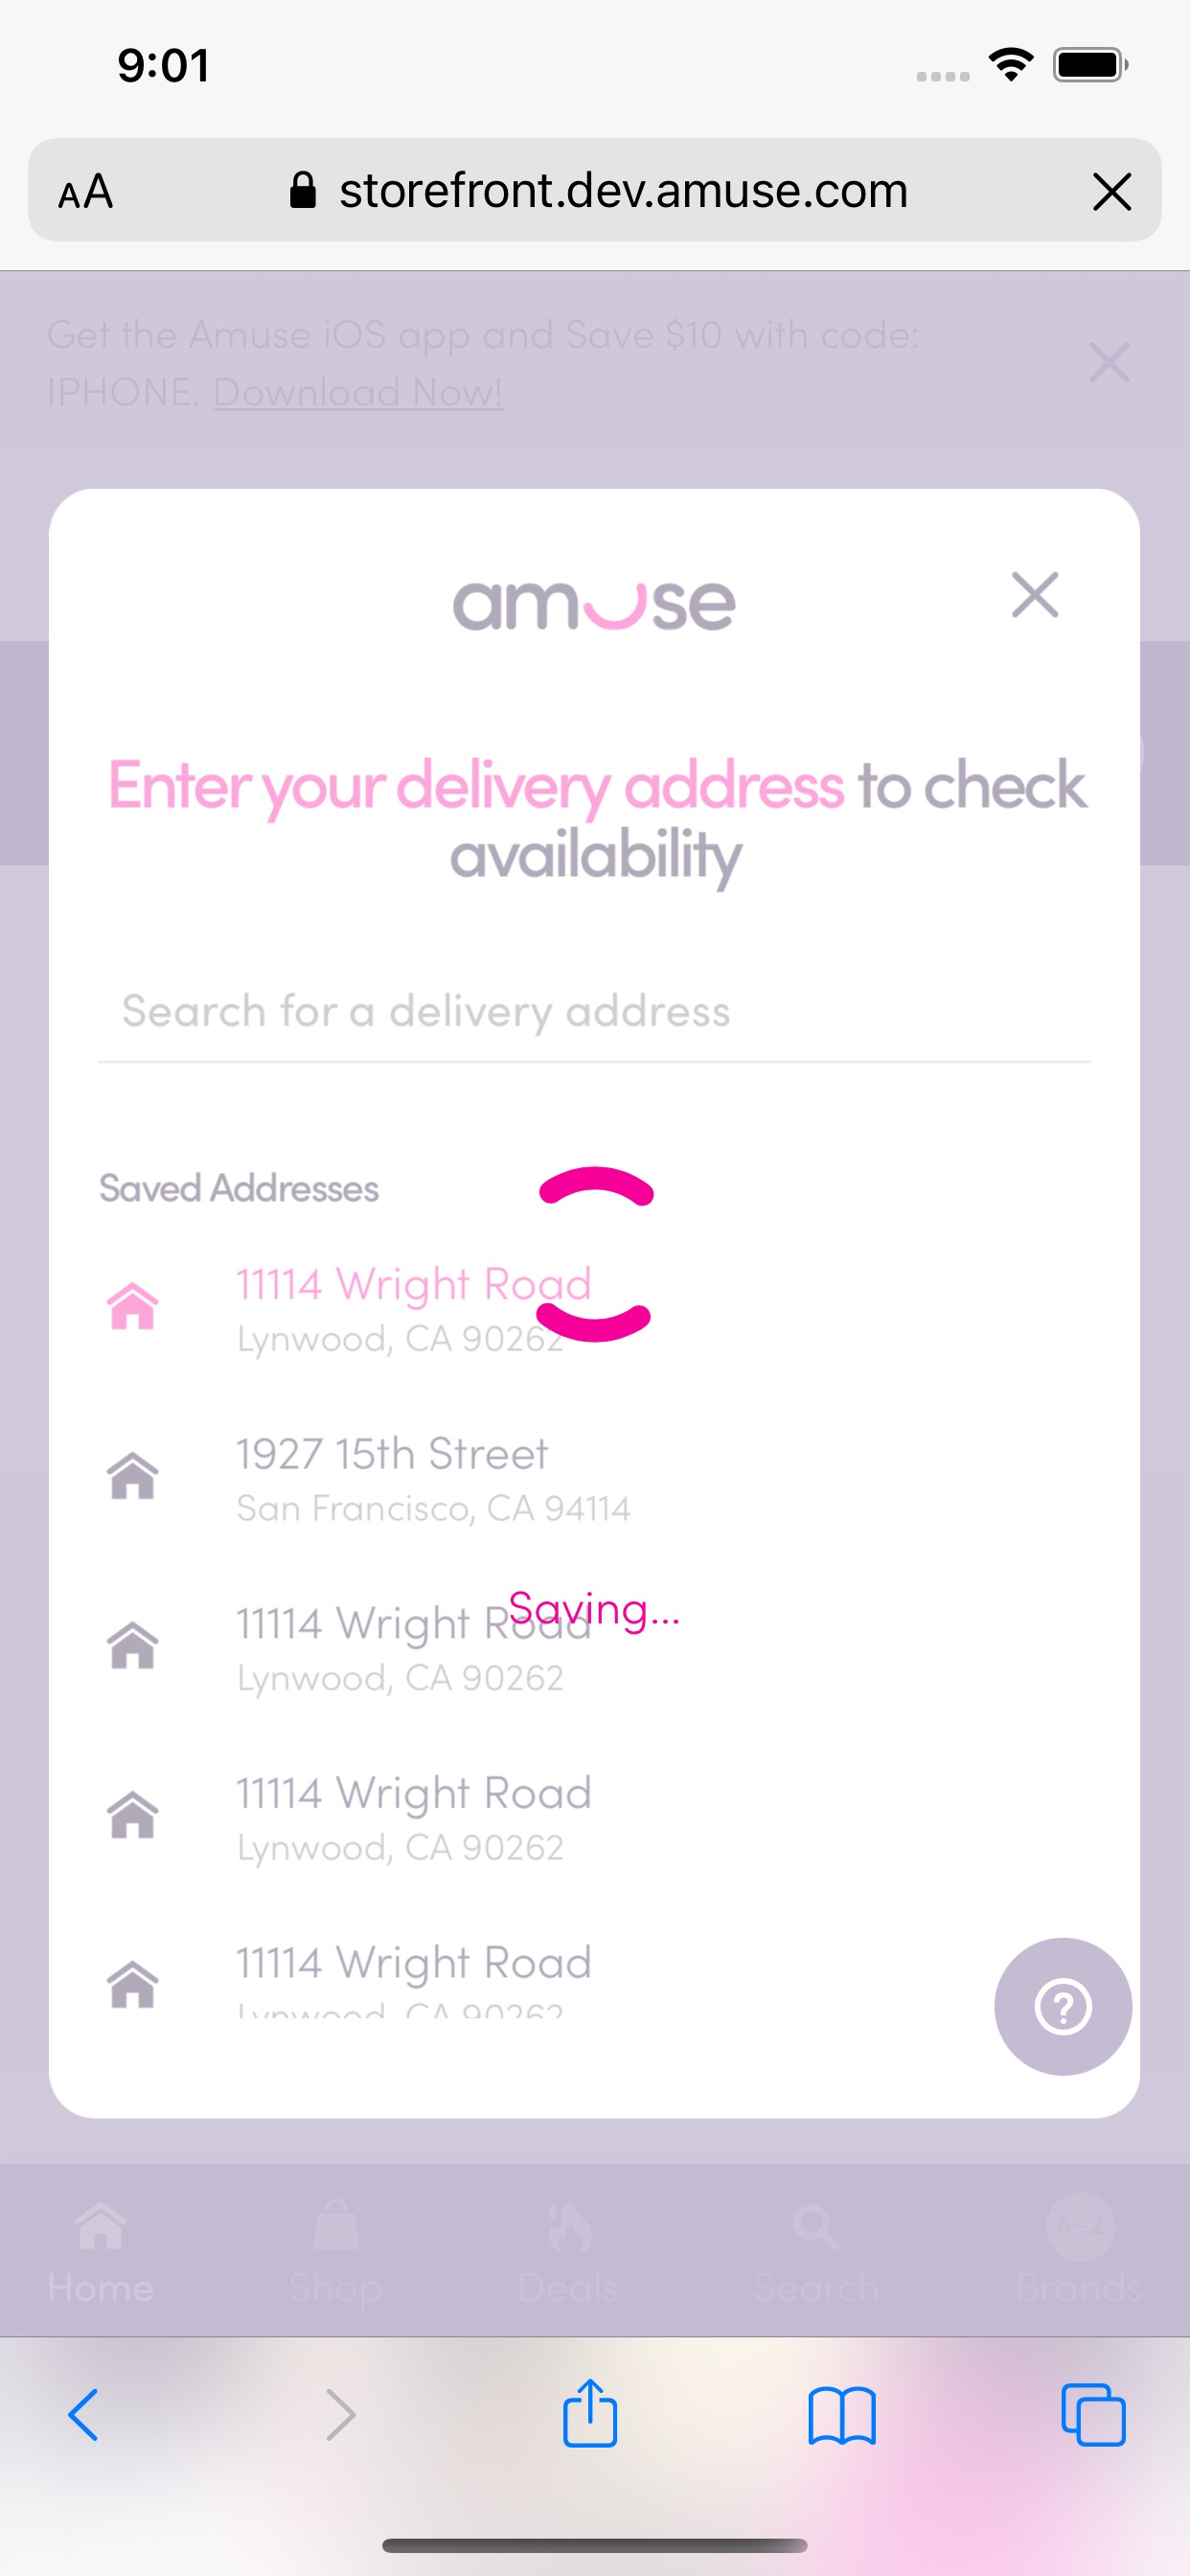 9:01
AA
storefront.dev.amuse.com
Get the Amuse iOS app and Save $10 with code:
IPHONE. Download Now!
amuse
Enter your delivery address to check
availability
Search for a delivery address
Saved Addresses
11114 Wright Road
Lynwood, CA 90262
1927 15th Street
San Francisco, CA 94114
Saving...
11114 Wright Road
Lynwood, CA 90262
11114 Wright Road
Lynwood, CA 90262
11114 Wright Road
Lynwood, CA 90262
?
A-Z
Home
Shop
Deals
Search
Brands